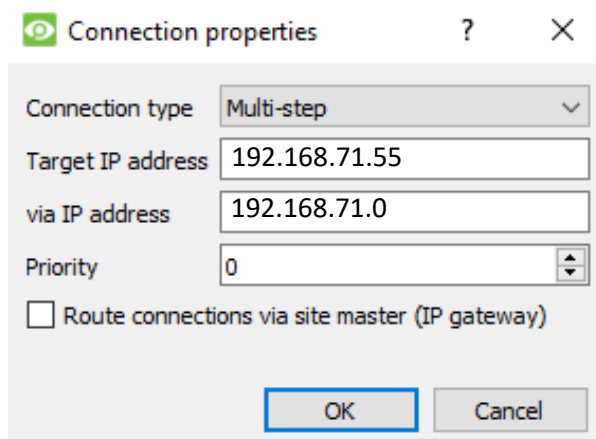 Connection properties ? ×
Connection type Multi-step
Target IP address 192.168.71.55
via IP address 192.168.71.0
Priority 0
Route connections via site master (IP gateway)
OK Cancel